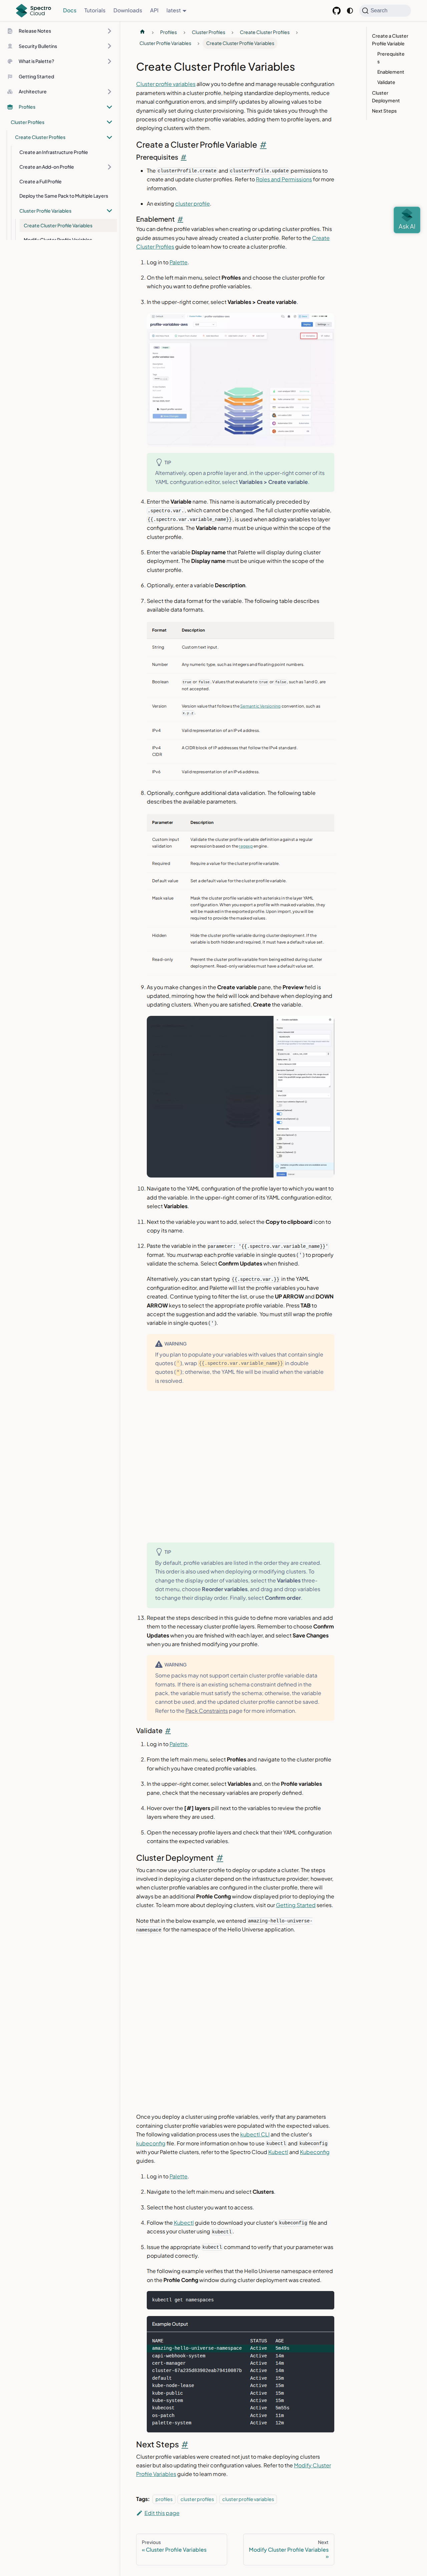 Spectro Cloud
Docs
Tutorials
Downloads
API
latest
Search
Release Notes
Security Bulletins
What is Palette?
Getting Started
Architecture
Profiles
Cluster Profiles
Create Cluster Profiles
Create an Infrastructure Profile
Create an Add-on Profile
Create a Full Profile
Deploy the Same Pack to Multiple Layers
Cluster Profile Variables
Create Cluster Profile Variables
Modify Cluster Profile Variables
Profiles
Cluster Profiles
Create Cluster Profiles
Cluster Profile Variables
Create Cluster Profile Variables
Create a Cluster Profile Variable
Prerequisites
Enablement
Validate
Cluster Deployment
Next Steps
Ask AI
Create Cluster Profile Variables
Cluster profile variables allow you to define and manage reusable configuration
parameters within a cluster profile, helping standardize deployments, reduce
manual configuration errors, and simplify updates by allowing you to
dynamically set during cluster provisioning. This guide takes you through the
process of creating cluster profile variables, adding them to profile layers, and
deploying clusters with them.
Create a Cluster Profile Variable #
Prerequisites #
• The clusterProfile.create and clusterProfile.update permissions to
create and update cluster profiles. Refer to Roles and Permissions for more
information.
• An existing cluster profile.
Enablement #
You can define profile variables when creating or updating cluster profiles. This
guide assumes you have already created a cluster profile. Refer to the Create
Cluster Profiles guide to learn how to create a cluster profile.
1. Log in to Palette.
2. On the left main menu, select Profiles and choose the cluster profile for
which you want to define profile variables.
3. In the upper-right corner, select Variables > Create variable.
profile-variables-aws
TIP
Alternatively, open a profile layer and, in the upper-right corner of its
YAML configuration editor, select Variables > Create variable.
4. Enter the Variable name. This name is automatically preceded by
.spectro.var., which cannot be changed. The full cluster profile variable,
{{.spectro.var.variable_name}}, is used when adding variables to layer
configurations. The Variable name must be unique within the scope of the
cluster profile.
5. Enter the variable Display name that Palette will display during cluster
deployment. The Display name must be unique within the scope of the
cluster profile.
6. Optionally, enter a variable Description.
7. Select the data format for the variable. The following table describes
available data formats.
Format Description
String Custom text input.
Number Any numeric type, such as integers and floating point numbers.
Boolean true or false. Values that evaluate to true or false, such as 1 and 0, are
not accepted.
Version Version value that follows the Semantic Versioning convention, such as
IPv4 Valid representation of an IPv4 address.
IPv4 CIDR A CIDR block of IP addresses that follow the IPv4 standard.
IPv6 Valid representation of an IPv6 address.
8. Optionally, configure additional data validation. The following table
describes the available parameters.
Parameter Description
Custom input validation Validate the cluster profile variable definition against a regular
expression based on the regexp engine.
Required Require a value for the cluster profile variable.
Default value Set a default value for the cluster profile variable.
Mask value Mask the cluster profile variable with asterisks in the layer YAML
configuration. When you export a profile with masked variables, they
will be masked in the exported profile. Upon import, you will be
required to provide the masked values.
Hidden Hide the cluster profile variable during cluster deployment. If the
variable is both hidden and required, it must have a default value set.
Read-only Prevent the cluster profile variable from being edited during cluster
deployment. Read-only variables must have a default value set.
9. As you make changes in the Create variable pane, the Preview field is
updated, mirroring how the field will look and behave when deploying and
updating clusters. When you are satisfied, Create the variable.
10. Navigate to the YAML configuration of the profile layer to which you want to
add the variable. In the upper-right corner of its YAML configuration editor,
select Variables.
11. Next to the variable you want to add, select the Copy to clipboard icon to
copy its name.
12. Paste the variable in the parameter: '{{.spectro.var.variable_name}}'
format. You must wrap each profile variable in single quotes (') to properly
validate the schema. Select Confirm Updates when finished.
Alternatively, you can start typing {{.spectro.var.}} in the YAML
configuration editor, and Palette will list the profile variables you have
created. Continue typing to filter the list, or use the UP ARROW and DOWN
ARROW keys to select the appropriate profile variable. Press TAB to
accept the suggestion and add the variable. You must still wrap the profile
variable in single quotes (').
WARNING
If you plan to populate your variables with values that contain single
quotes ('), wrap {{.spectro.var.variable_name}} in double
quotes ("); otherwise, the YAML file will be invalid when the variable
is resolved.
TIP
By default, profile variables are listed in the order they are created.
This order is also used when deploying or modifying clusters. To
change the display order of variables, select the Variables three-
dot menu, choose Reorder variables, and drag and drop variables
to change their display order. Finally, select Confirm order.
13. Repeat the steps described in this guide to define more variables and add
them to the necessary cluster profile layers. Remember to choose Confirm
Updates when you are finished with each layer, and select Save Changes
when you are finished modifying your profile.
WARNING
Some packs may not support certain cluster profile variable data
formats. If there is an existing schema constraint defined in the
pack, the variable must satisfy the schema; otherwise, the variable
cannot be used, and the updated cluster profile cannot be saved.
Refer to the Pack Constraints page for more information.
Validate #
1. Log in to Palette.
2. From the left main menu, select Profiles and navigate to the cluster profile
for which you have created profile variables.
3. In the upper-right corner, select Variables and, on the Profile variables
pane, check that the necessary variables are properly defined.
4. Hover over the [#] layers pill next to the variables to review the profile
layers where they are used.
5. Open the necessary profile layers and check that their YAML configuration
contains the expected variables.
Cluster Deployment #
You can now use your cluster profile to deploy or update a cluster. The steps
involved in deploying a cluster depend on the infrastructure provider; however,
when cluster profile variables are configured in the cluster profile, there will
always be an additional Profile Config window displayed prior to deploying the
cluster. To learn more about deploying clusters, visit our Getting Started series.
Note that in the below example, we entered amazing-hello-universe-
namespace for the namespace of the Hello Universe application.
Once you deploy a cluster using profile variables, verify that any parameters
containing cluster profile variables were populated with the expected values.
The following validation process uses the kubectl CLI and the cluster's
kubeconfig file. For more information on how to use kubectl and kubeconfig
with your Palette clusters, refer to the Spectro Cloud Kubectl and Kubeconfig
guides.
1. Log in to Palette.
2. Navigate to the left main menu and select Clusters.
3. Select the host cluster you want to access.
4. Follow the Kubectl guide to download your cluster's kubeconfig file and
access your cluster using kubectl.
5. Issue the appropriate kubectl command to verify that your parameter was
populated correctly.
The following example verifies that the Hello Universe namespace entered
on the Profile Config window during cluster deployment was created.
kubectl get namespaces
Example Output
NAME STATUS AGE
amazing-hello-universe-namespace Active 5m49s
capi-webhook-system Active 14m
cert-manager Active 14m
cluster-67a235d83902eab79410887b Active 14m
default Active 15m
kube-node-lease Active 15m
kube-public Active 15m
kube-system Active 15m
kubecost Active 5m55s
os-patch Active 11m
palette-system Active 12m
Next Steps #
Cluster profile variables were created not just to make deploying clusters
easier but also updating their configuration values. Refer to the Modify Cluster
Profile Variables guide to learn more.
Tags: profiles cluster profiles cluster profile variables
Edit this page
Previous
« Cluster Profile Variables
Next
Modify Cluster Profile Variables »